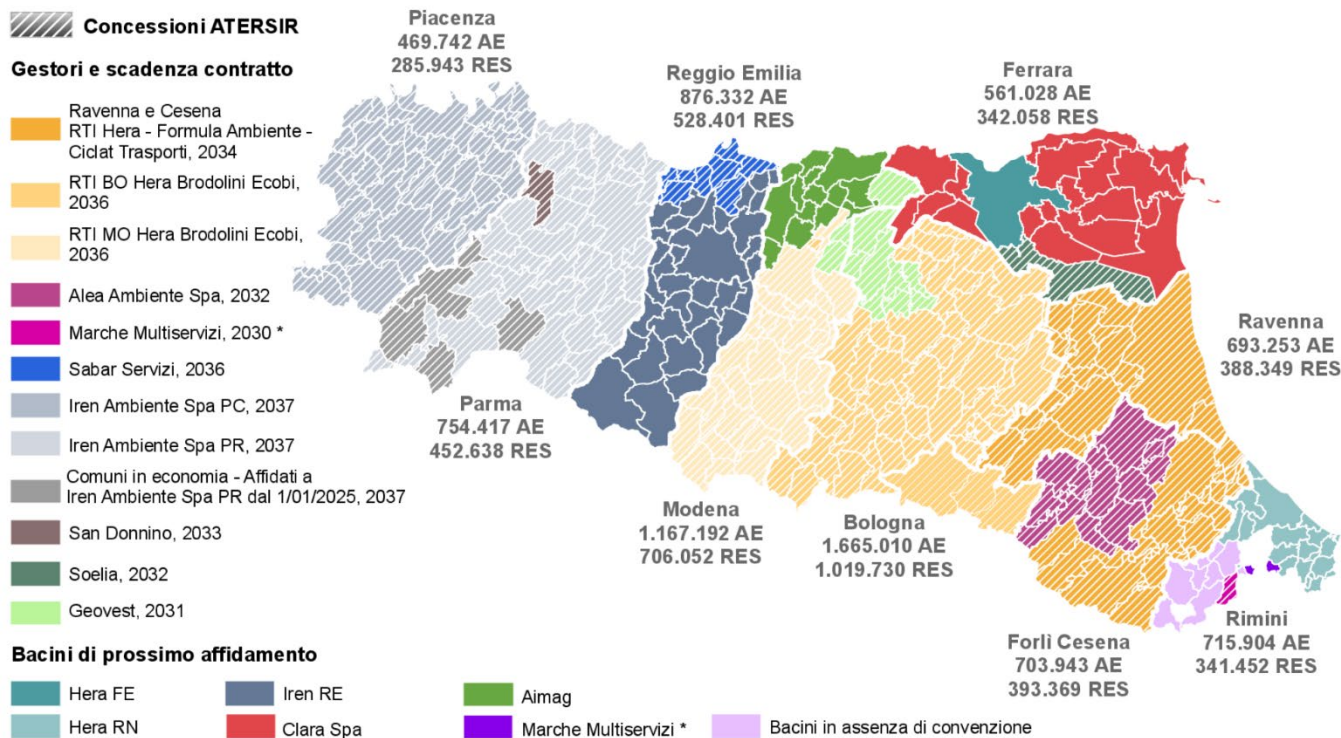 Concessioni ATERSIR
Gestori e scadenza contratto
Ravenna e Cesena
RTI Hera - Formula Ambiente -
Ciclat Trasporti, 2034
RTI BO Hera Brodolini Ecobi,
2036
RTI MO Hera Brodolini Ecobi,
2036
Alea Ambiente Spa, 2032
Marche Multiservizi, 2030 *
Sabar Servizi, 2036
Iren Ambiente Spa PC, 2037
Iren Ambiente Spa PR, 2037
Comuni in economia - Affidati a
Iren Ambiente Spa PR dal 1/01/2025, 2037
San Donnino, 2033
Soelia, 2032
Geovest, 2031
Piacenza
469.742 AE
285.943 RES
Reggio Emilia
876.332 AE
528.401 RES
Ferrara
561.028 AE
342.058 RES
Ravenna
693.253 AE
388.349 RES
Parma
754.417 AE
452.638 RES
Modena
1.167.192 AE
706.052 RES
Bologna
1.665.010 AE
1.019.730 RES
Forlì Cesena
703.943 AE
393.369 RES
Rimini
715.904 AE
341.452 RES
Bacini di prossimo affidamento
Hera FE
Iren RE
Aimag
Hera RN
Clara Spa
Marche Multiservizi *
Bacini in assenza di convenzione